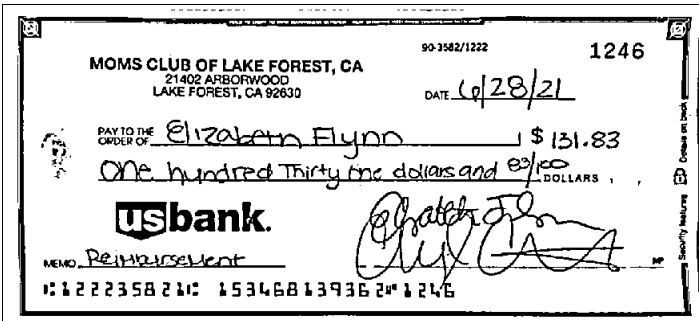 90-3582/1222
1246
MOMS CLUB OF LAKE FOREST, CA
21402 ARBORWOOD
LAKE FOREST, CA 92630
DATE 6/28/21
PAY TO THE ORDER OF Elizabeth Flynn $ 131.83
One hundred Thirty One dollars and 83/100 DOLLARS
usbank.
MEMO Reimbursement
MP
⑆122235821⑆ 153468139362⑈ 1246
Security features
Details on back